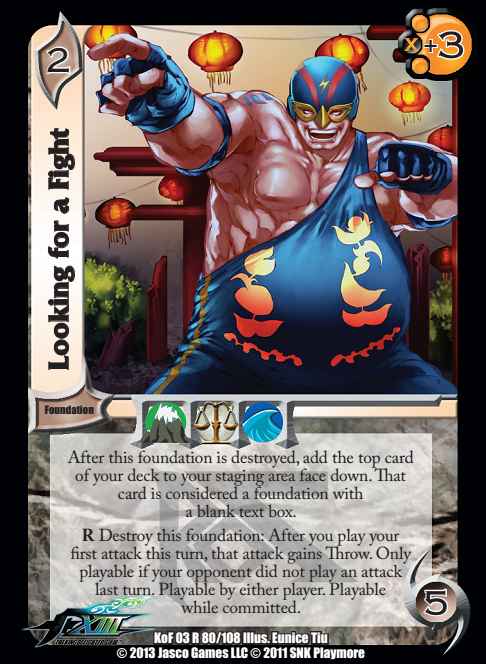 2
X +3
Looking for a Fight
Foundation
After this foundation is destroyed, add the top card
of your deck to your staging area face down. That
card is considered a foundation with
a blank text box.
R Destroy this foundation: After you play your
first attack this turn, that attack gains Throw. Only
playable if your opponent did not play an attack
last turn. Playable by either player. Playable
while committed.
5
XIII
KoF 03 R 80/108 Illus. Eunice Tiu
© 2013 Jasco Games LLC © 2011 SNK Playmore